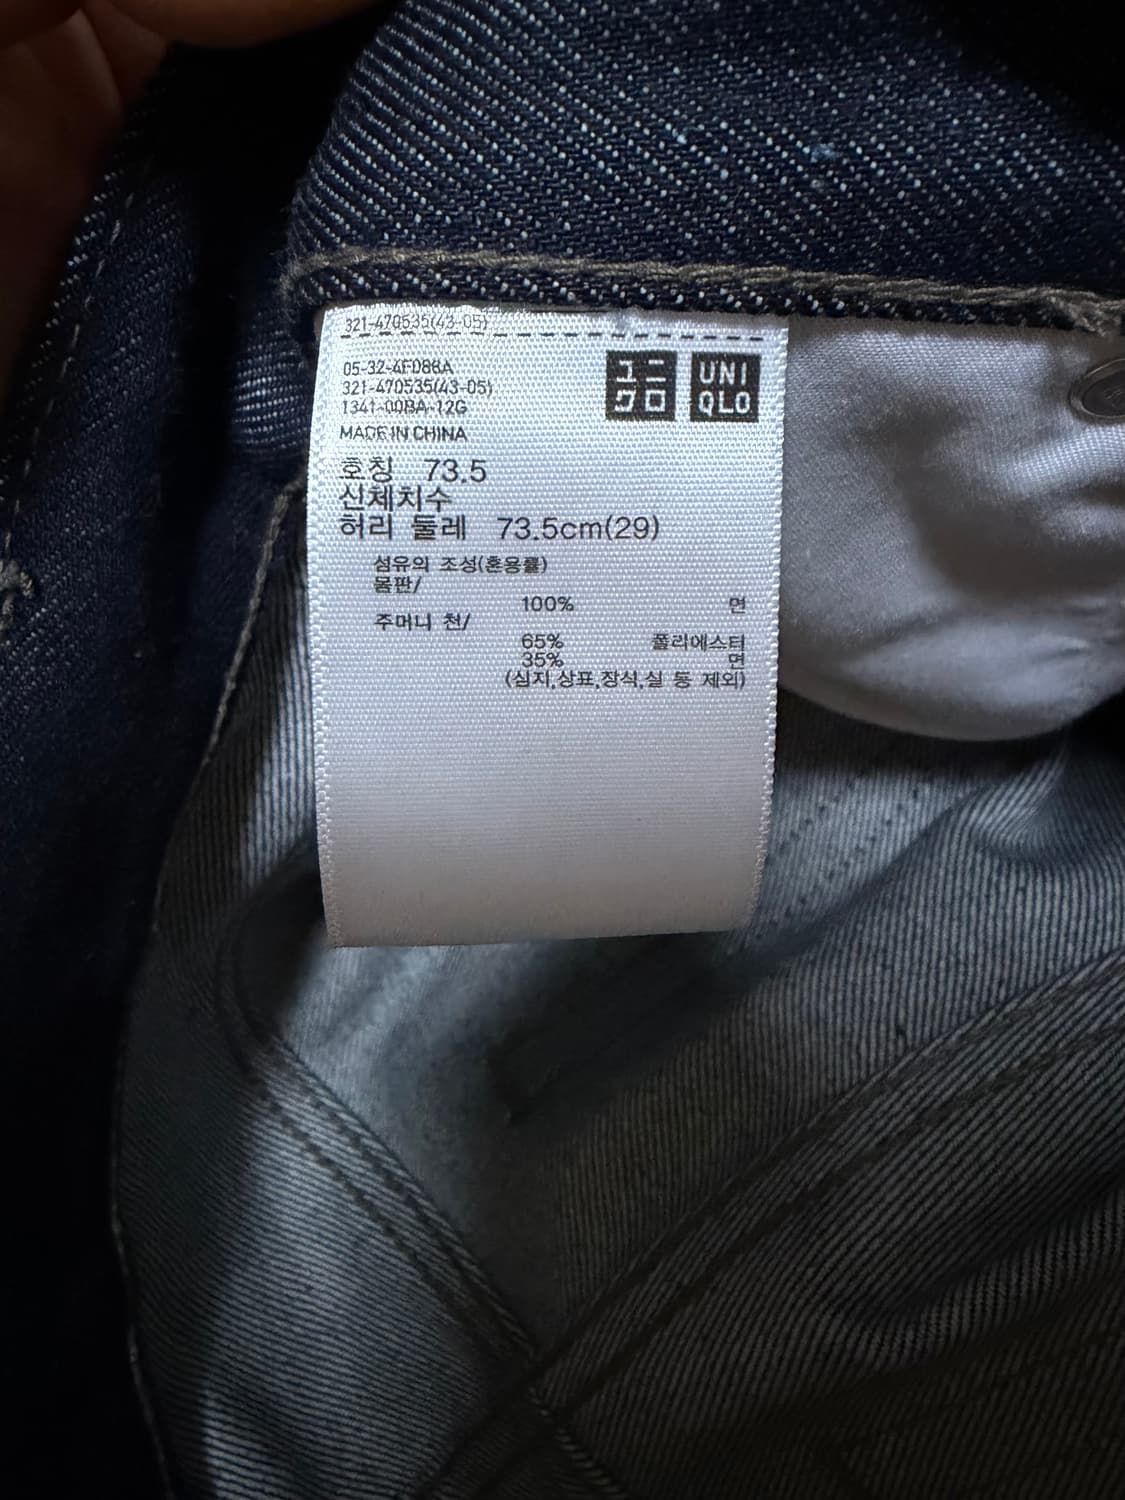 321-470535(43-05)
05-32-4F086A
321-470535(43-05)
1341-00BA-12G
MADE IN CHINA
ユニ
クロ
UNI
QLO
호칭 73.5
신체치수
허리 둘레 73.5cm(29)
섬유의 조성(혼용률)
몸판/
100% 면
주머니 천/
65% 폴리에스터
35% 면
(심지,상표,장식,실 등 제외)